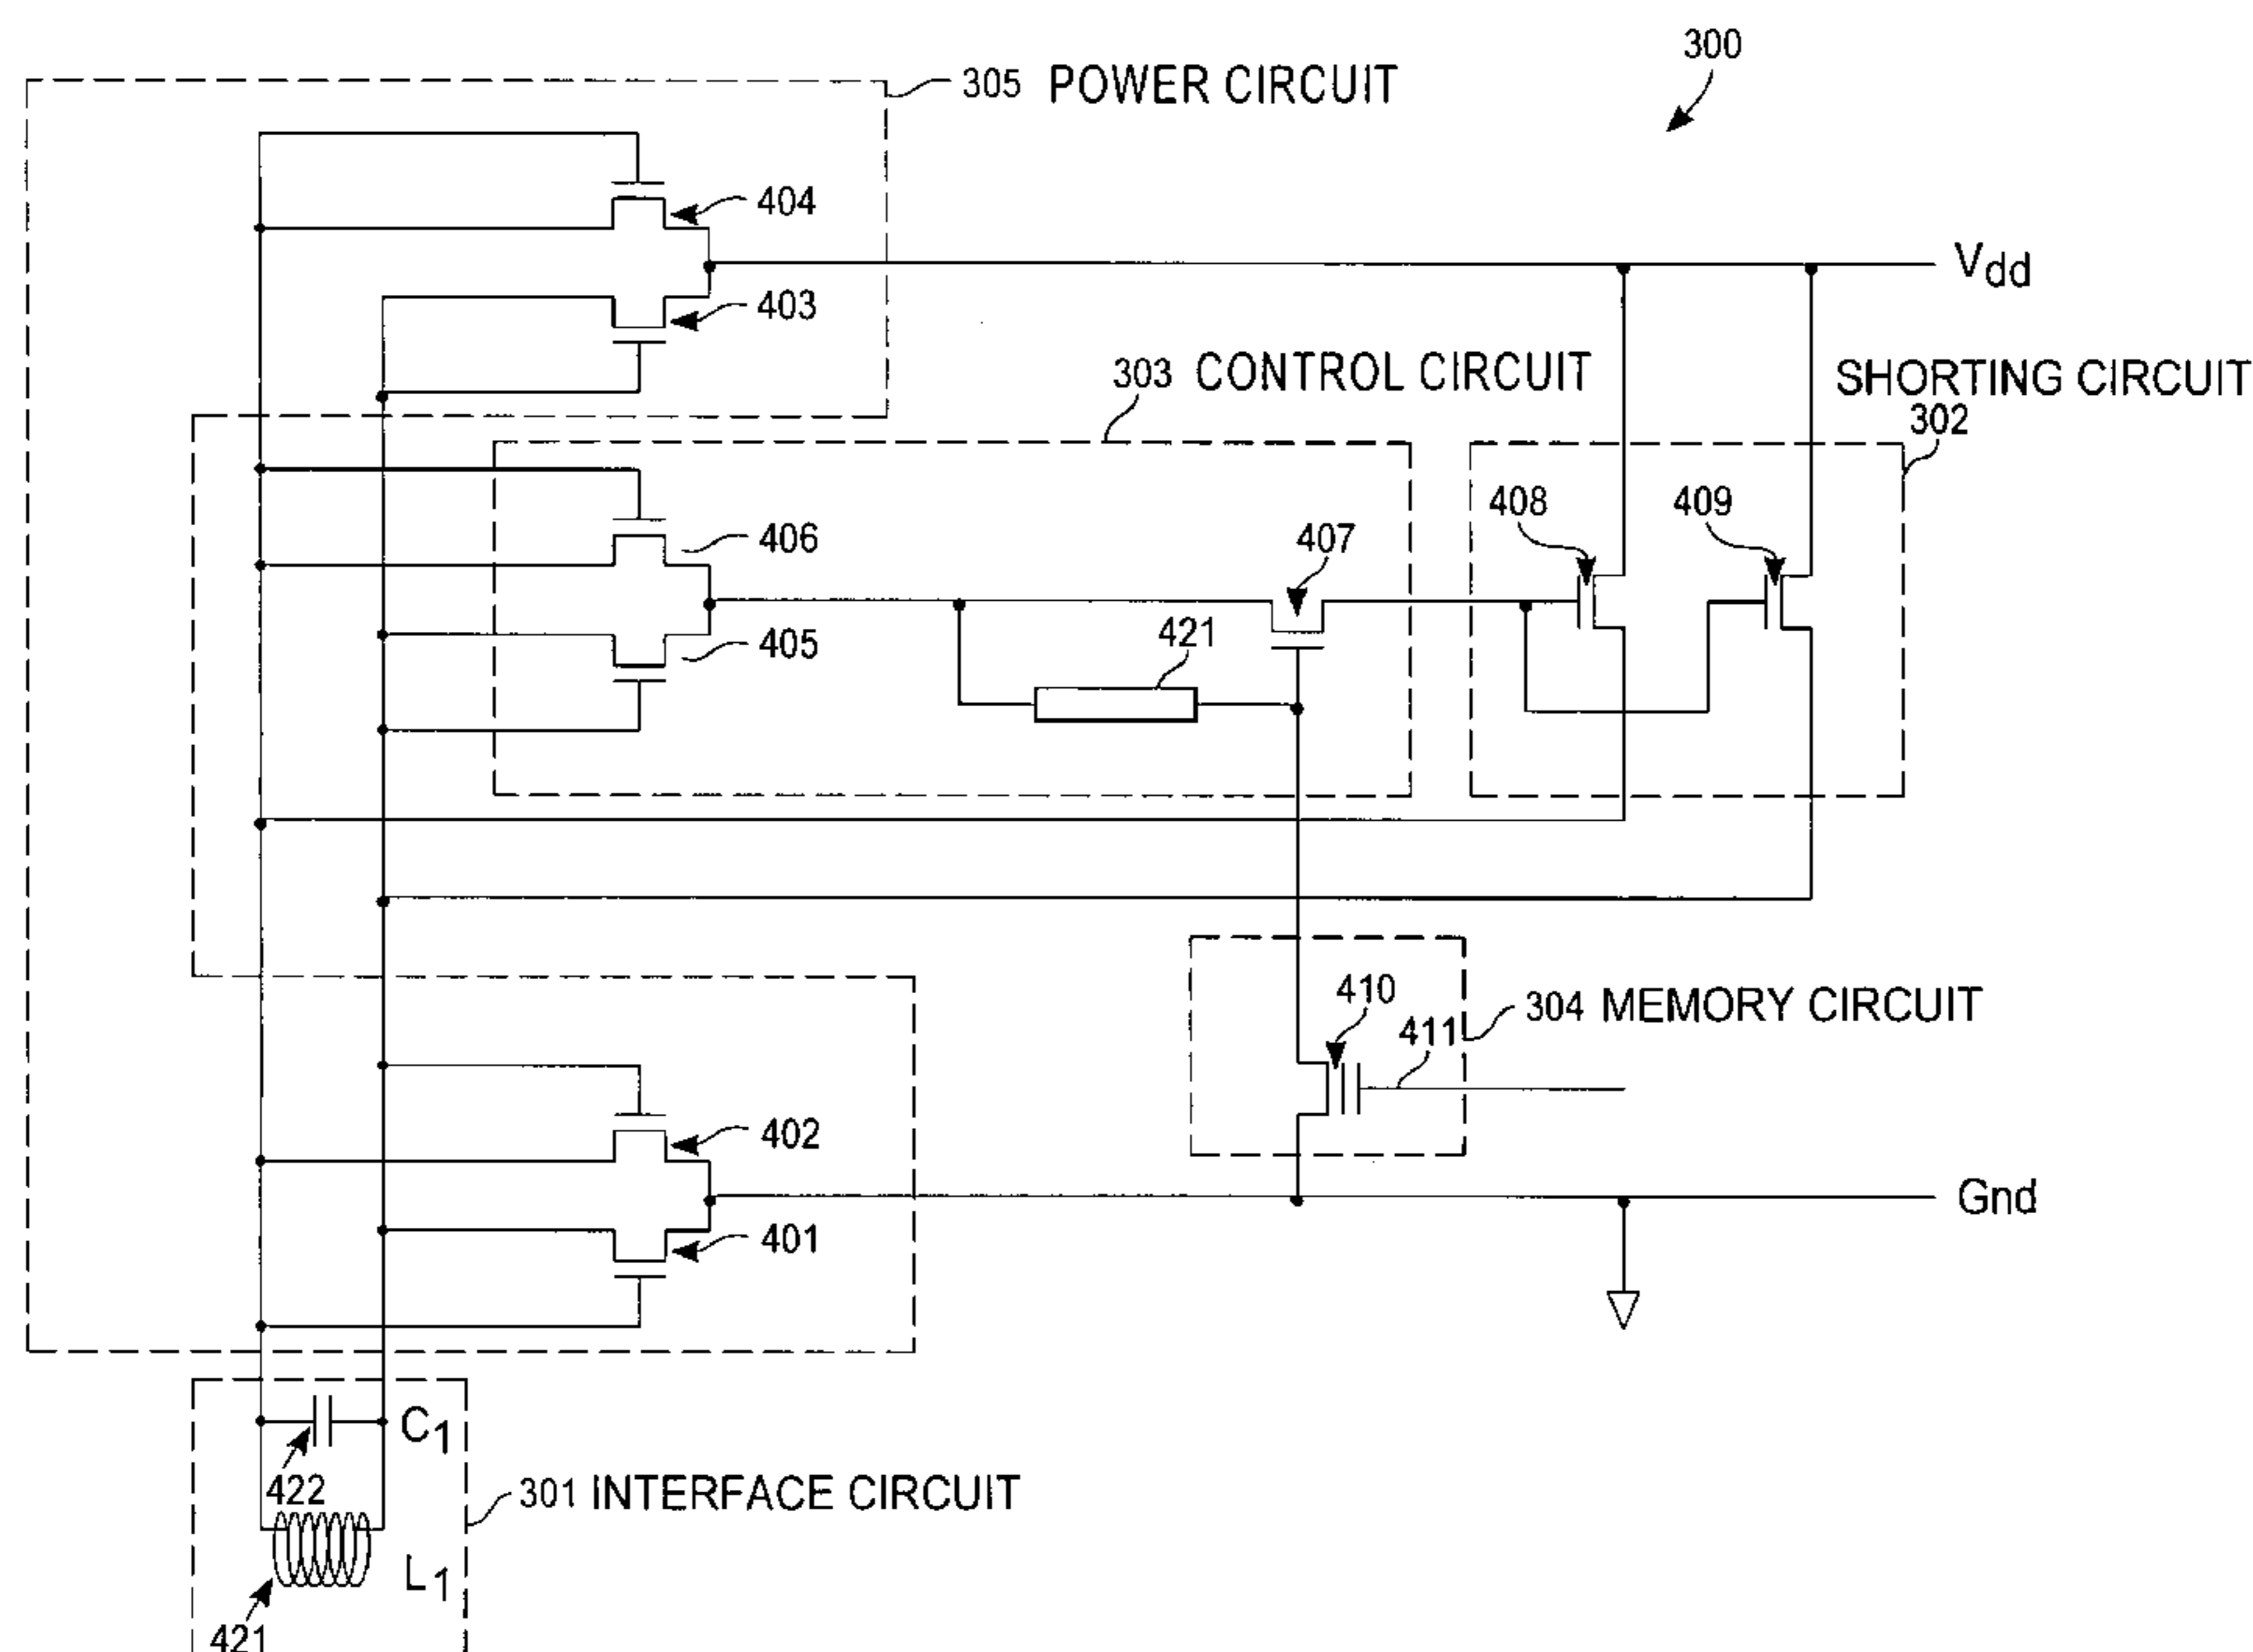 300
305 POWER CIRCUIT
404
Vdd
403
303 CONTROL CIRCUIT
SHORTING CIRCUIT
302
408
409
406
407
405
421
410
304 MEMORY CIRCUIT
411
402
Gnd
401
C1
422
301 INTERFACE CIRCUIT
L1
421